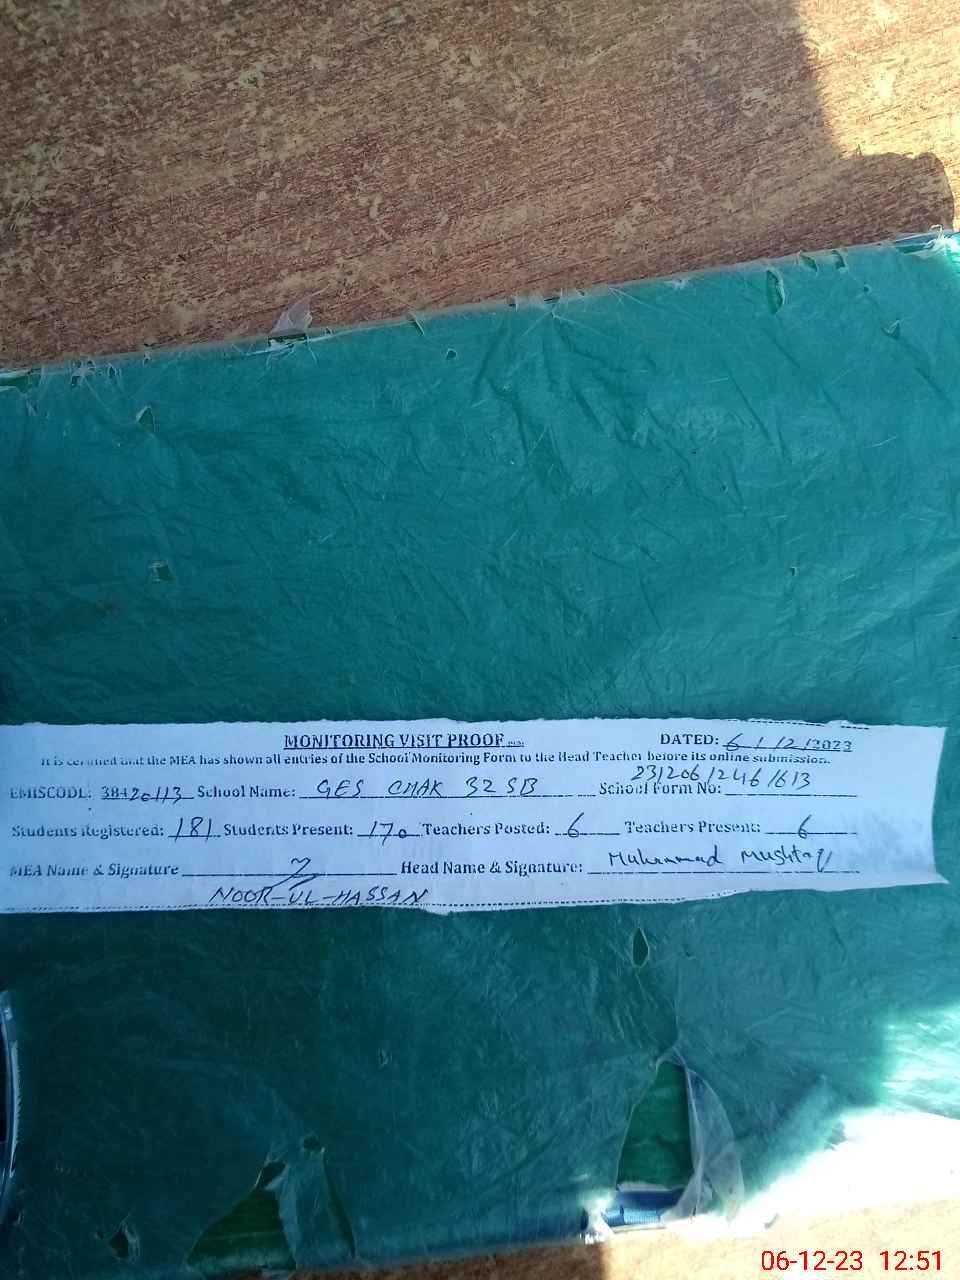 MONITORING VISIT PROOF DATED: 6/12/2023
It is certified that the MEA has shown all entries of the School Monitoring Form to the Head Teacher before its online submission.
EMISCODE: 38420113 School Name: GES CHAK 32 SB School Form No: 231206/2461613
Students Registered: 181 Students Present: 170 Teachers Posted: 6 Teachers Present: 6
MEA Name & Signature Head Name & Signature: Muhammad Mushtaq
NOOR-UL-HASSAN
06-12-23 12:51